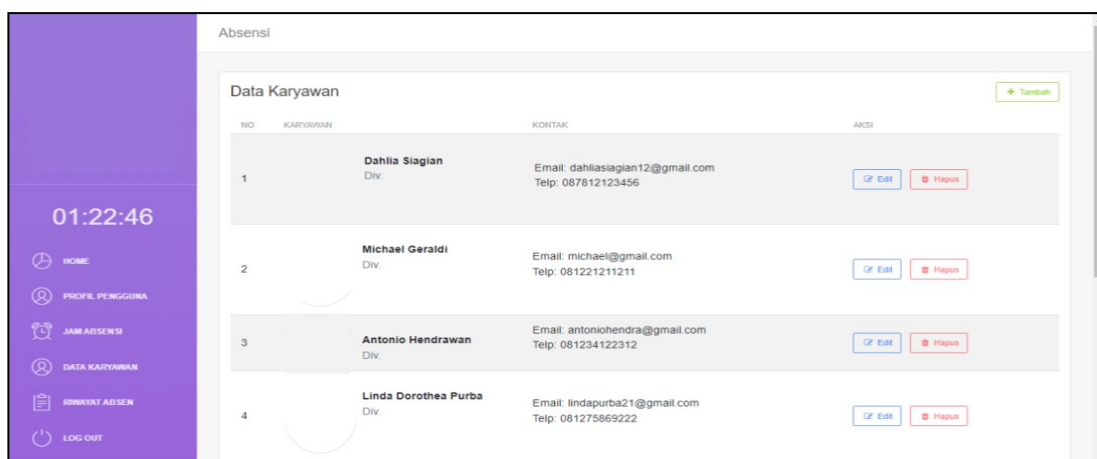 Absensi
01:22:46
HOME
PROFIL PENGGUNA
JAM ABSENSI
DATA KARYAWAN
RIWAYAT ABSEN
LOG OUT
Data Karyawan
+ Tambah
NO KARYAWAN KONTAK AKSI
1
Dahlia Siagian
Div.
Email: dahliasiagian12@gmail.com
Telp: 087812123456
Edit Hapus
2
Michael Geraldi
Div.
Email: michael@gmail.com
Telp: 081221211211
Edit Hapus
3
Antonio Hendrawan
Div.
Email: antoniohendra@gmail.com
Telp: 081234122312
Edit Hapus
4
Linda Dorothea Purba
Div.
Email: lindapurba21@gmail.com
Telp: 081275869222
Edit Hapus